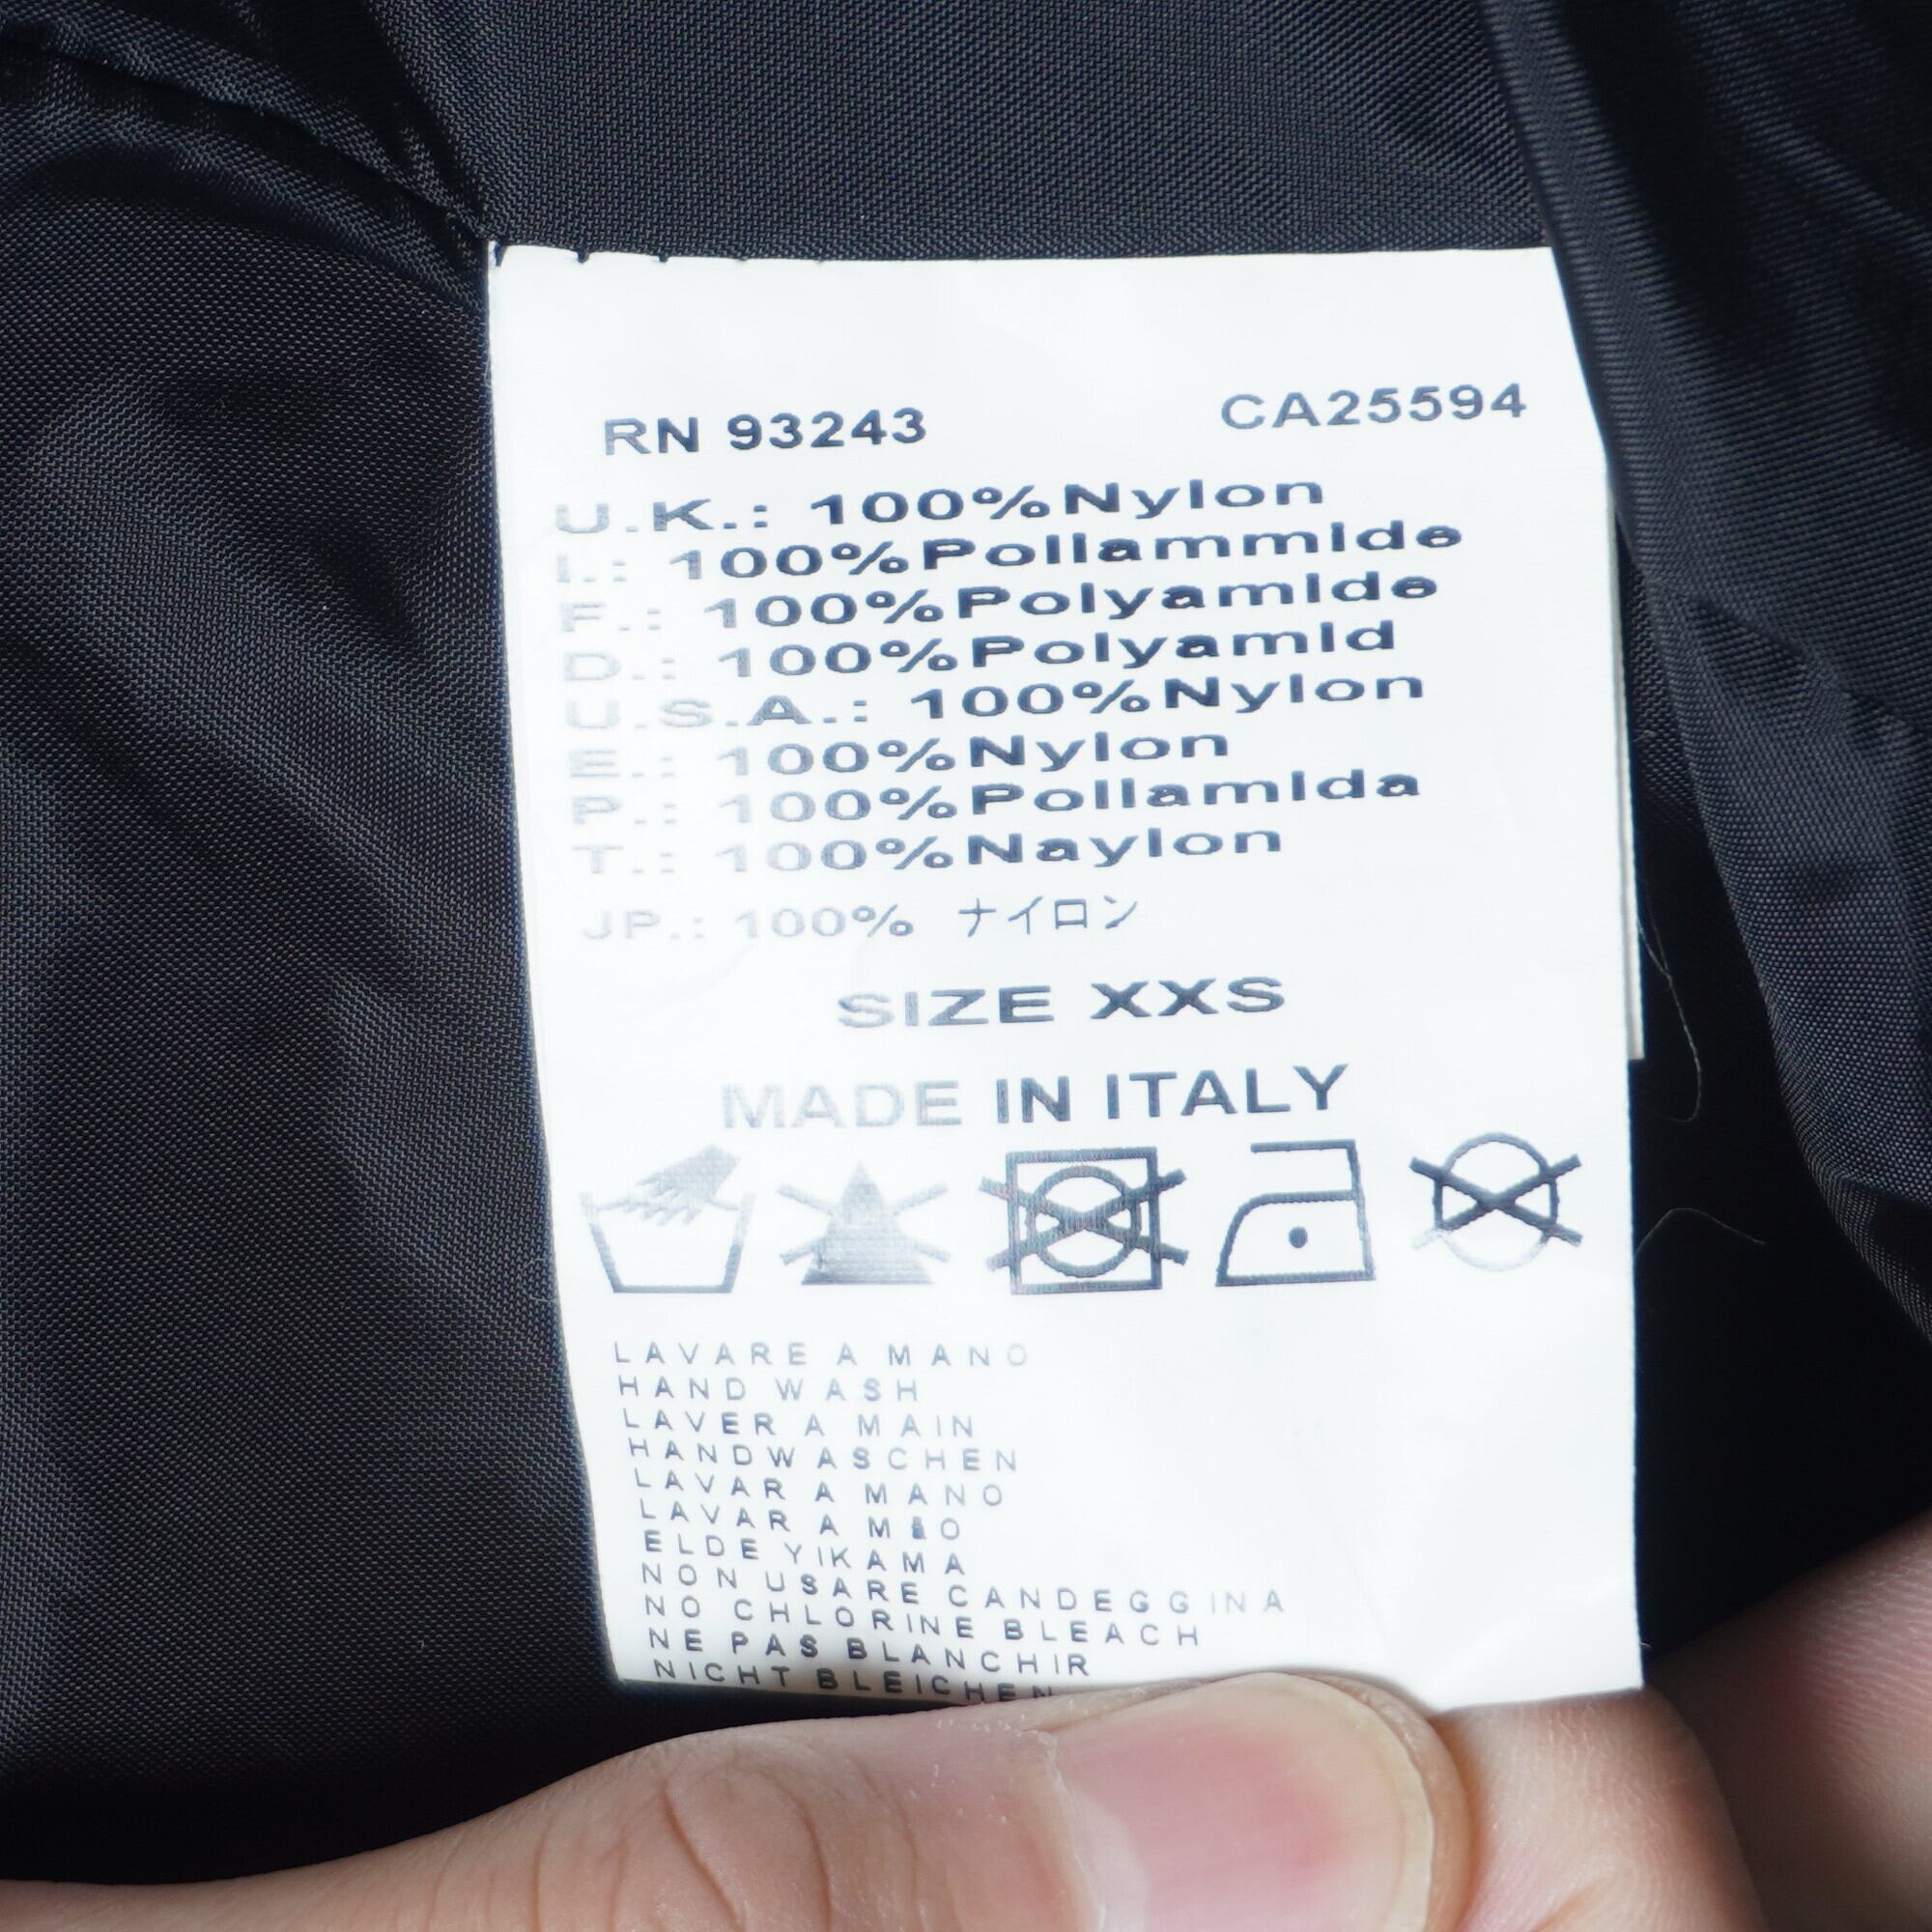 RN 93243 CA25594
U.K.: 100%Nylon
I.: 100%Poliammide
F.: 100%Polyamide
D.: 100%Polyamid
U.S.A.: 100%Nylon
E.: 100%Nylon
P.: 100%Poliamida
T.: 100%Naylon
JP.: 100% ナイロン
SIZE XXS
MADE IN ITALY
LAVARE A MANO
HAND WASH
LAVER A MAIN
HANDWASCHEN
LAVAR A MANO
LAVAR A
ELDE YIKAMA
NON USARE CANDEGGINA
NO CHLORINE BLEACH
NE PAS BLANCHIR
NICHT BLEICHEN